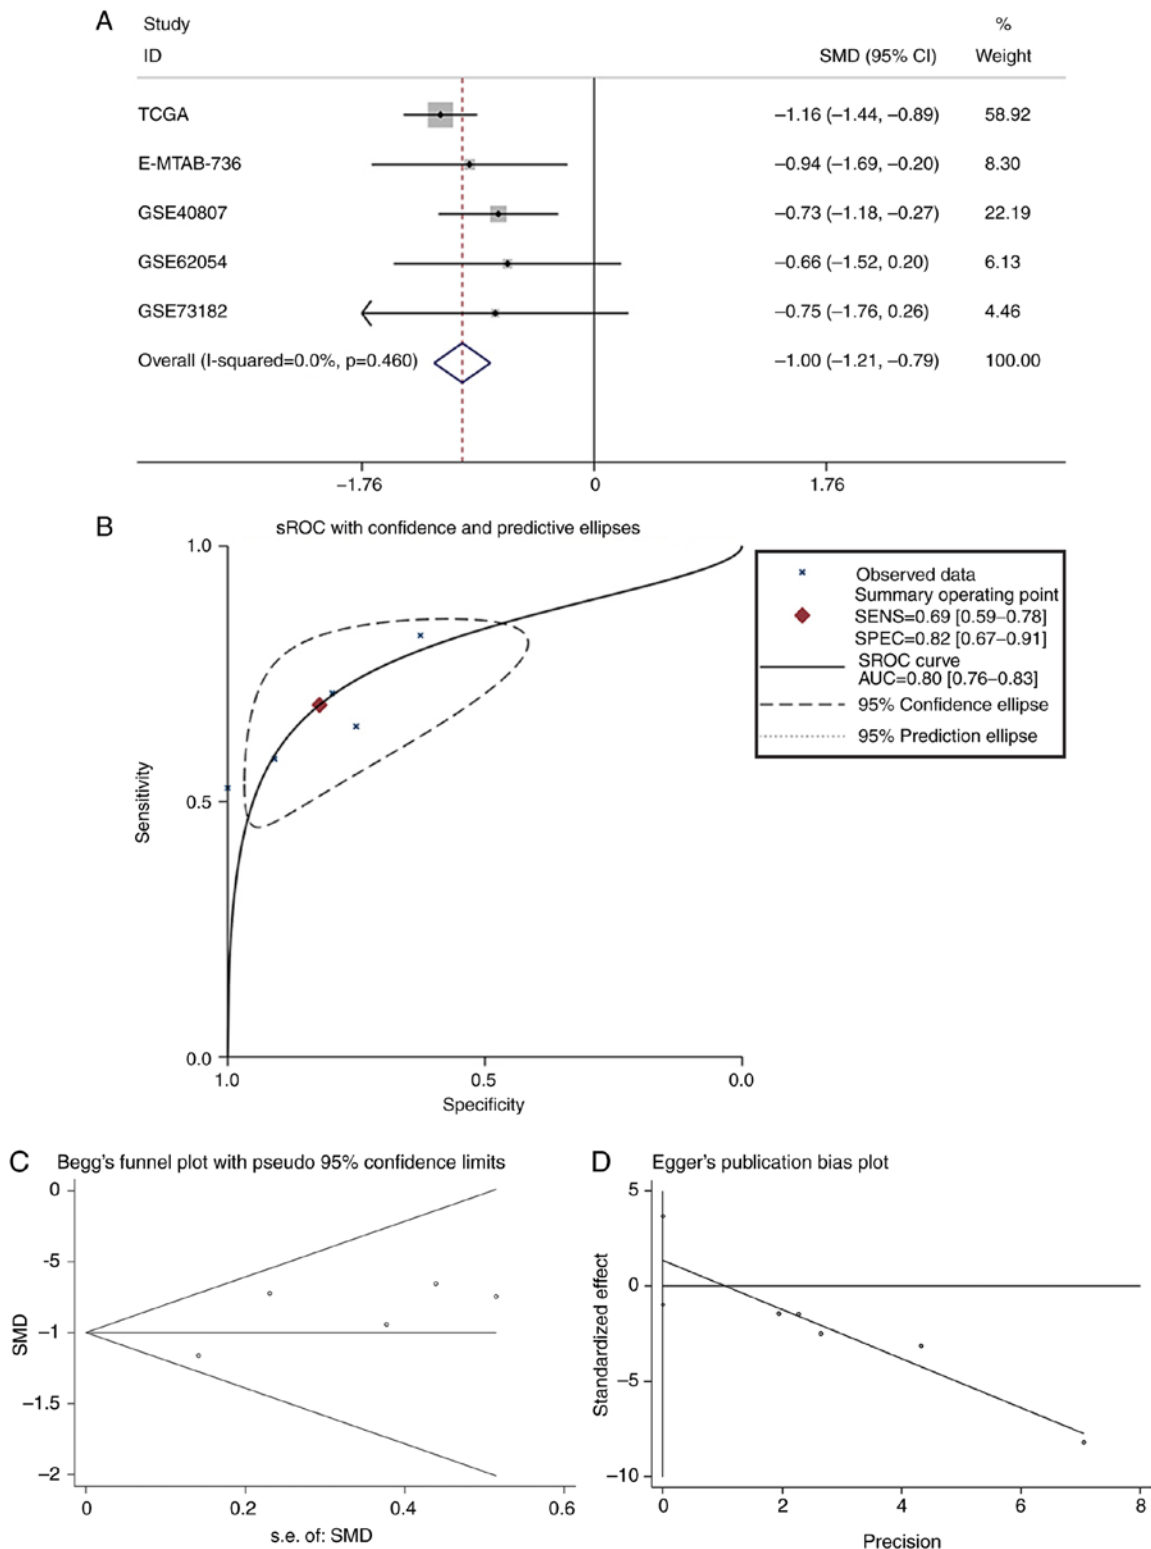 A
Study
%
ID
SMD (95% CI)
Weight
TCGA
−1.16 (−1.44, −0.89)
58.92
E-MTAB-736
−0.94 (−1.69, −0.20)
8.30
GSE40807
−0.73 (−1.18, −0.27)
22.19
GSE62054
−0.66 (−1.52, 0.20)
6.13
GSE73182
−0.75 (−1.76, 0.26)
4.46
Overall (I-squared=0.0%, p=0.460)
−1.00 (−1.21, −0.79)
100.00
−1.76
0
1.76
B
sROC with confidence and predictive ellipses
1.0
0.5
0.0
Sensitivity
1.0
0.5
0.0
Specificity
Observed data
Summary operating point
SENS=0.69 [0.59–0.78]
SPEC=0.82 [0.67–0.91]
SROC curve
AUC=0.80 [0.76–0.83]
95% Confidence ellipse
95% Prediction ellipse
C
Begg's funnel plot with pseudo 95% confidence limits
0
-5
−1
−1.5
−2
SMD
0
0.2
0.4
0.6
s.e. of: SMD
D
Egger's publication bias plot
5
0
−5
−10
Standardized effect
0
2
4
6
8
Precision